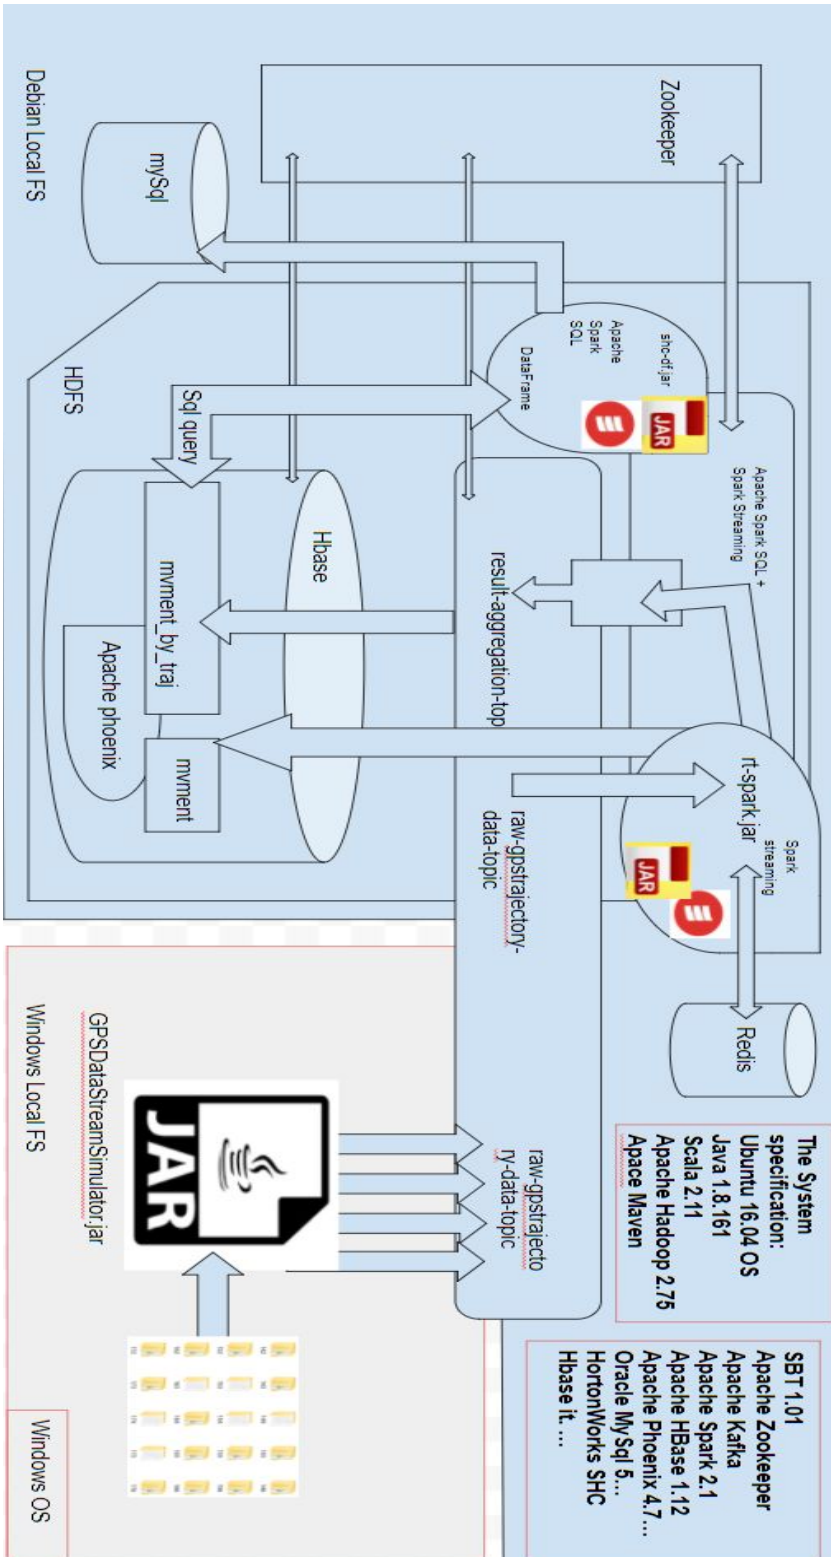 Zookeeper
mySql
Debian Local FS
shc-df.jar
Apache
Spark
SQL
DataFrame
JAR
Apache Spark SQL +
Spark Streaming
Sql query
HDFS
Hbase
result-aggregation-top
mvment_by_traj
Apache phoenix
mvment
rt-spark.jar
Spark
streaming
JAR
raw-gpstrajectory-
data-topic
Redis
raw-gpstrajecto
ry-data-topic
The System
specification:
Ubuntu 16.04 OS
Java 1.8.161
Scala 2.11
Apache Hadoop 2.75
Apace Maven
SBT 1.01
Apache Zookeeper
Apache Kafka
Apache Spark 2.1
Apache HBase 1.12
Apache Phoenix 4.7...
Oracle MySql 5...
HortonWorks SHC
Hbase it. ...
JAR
GPSDataStreamSimulator.jar
Windows Local FS
Windows OS